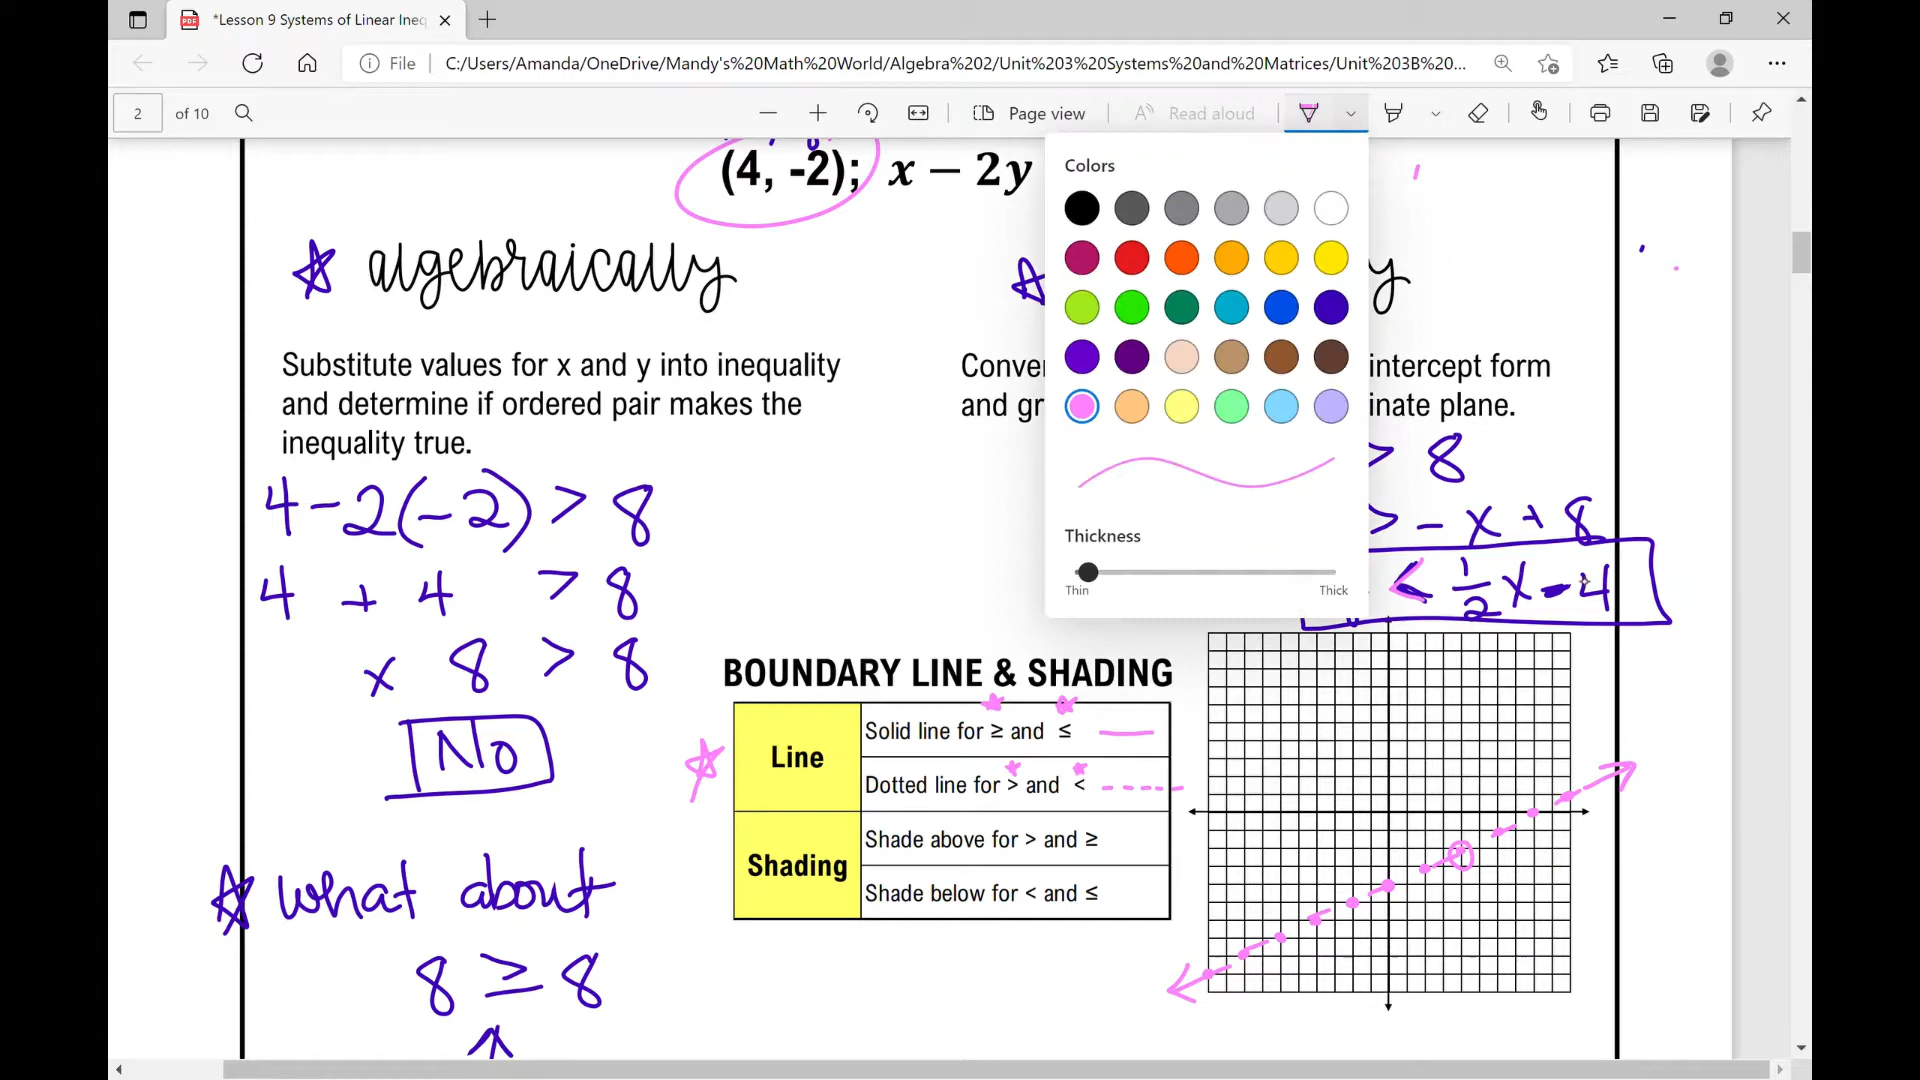 *Lesson 9 Systems of Linear Ineq
File
C:/Users/Amanda/OneDrive/Mandy's%20Math%20World/Algebra%202/Unit%203%20Systems%20and%20Matrices/Unit%203B%20...
2 of 10
Page view
Read aloud
(4, -2); x − 2y
algebraically
y
Substitute values for x and y into inequality
and determine if ordered pair makes the
inequality true.
4-2(-2) > 8
4 + 4 > 8
x 8 > 8
NO
what about
8 ≥ 8
Colors
Thickness
Thin
Thick
Conver
intercept form
and gr
inate plane.
> 8
> - x + 8
< 1/2 x - 4
BOUNDARY LINE & SHADING
Line
Solid line for ≥ and ≤
Dotted line for > and <
Shading
Shade above for > and ≥
Shade below for < and ≤